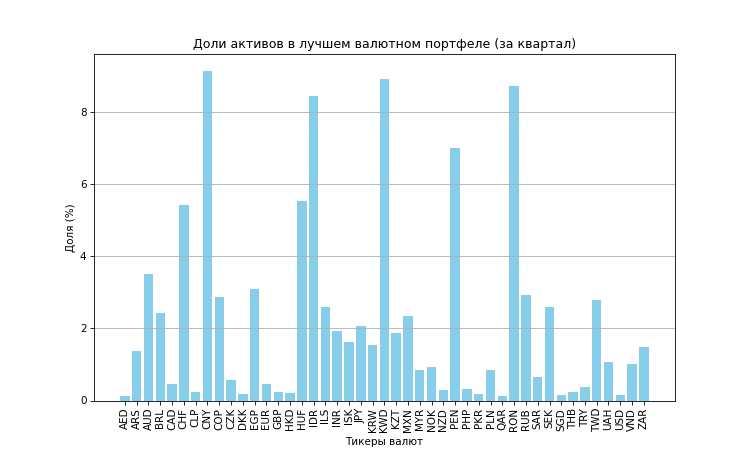 Доли активов в лучшем валютном портфеле (за квартал)
Доля (%)
8
6
4
2
0
AED ARS AUD BRL CAD CHF CLP CNY COP CZK DKK EGP EUR GBP HKD HUF IDR ILS INR ISK JPY KRW KWD KZT MXN MYR NOK NZD PEN PHP PKR PLN QAR RON RUB SAR SEK SGD THB TRY TWD UAH USD VND ZAR
Тикеры валют